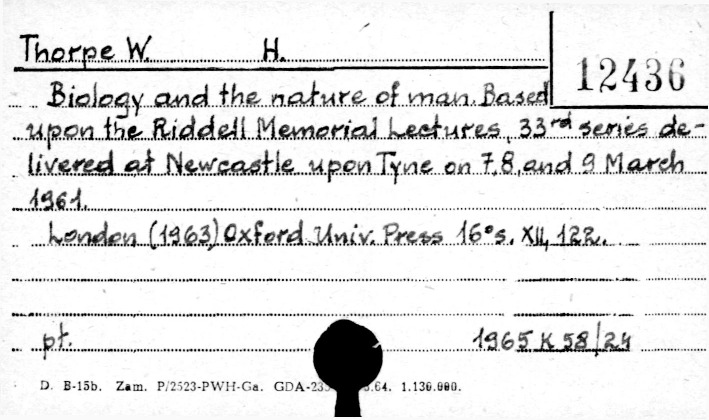 Thorpe W. H.
12436
Biology and the nature of man. Based
upon the Riddell Memorial Lectures, 33rd series de-
livered at Newcastle upon Tyne on 7,8, and 9 March
1961.
London (1963) Oxford Univ. Press 16°s. XII, 122.
pt. 1965 K 58/24
D. B-15b. Zam. P/2523-PWH-Ga. GDA-23 .64. 1.130.000.